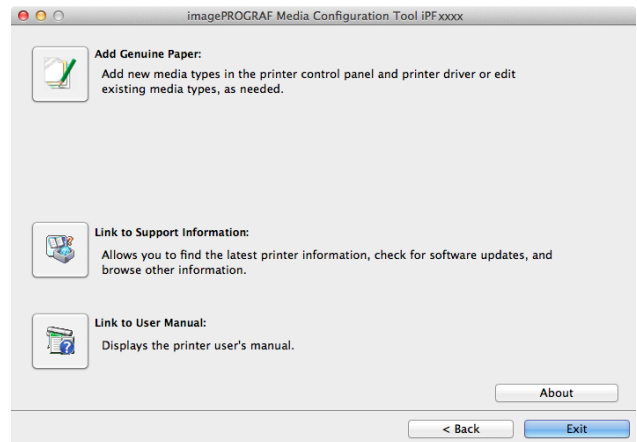 imagePROGRAF Media Configuration Tool iPFxxxx
Add Genuine Paper:
Add new media types in the printer control panel and printer driver or edit
existing media types, as needed.
Link to Support Information:
Allows you to find the latest printer information, check for software updates, and
browse other information.
Link to User Manual:
Displays the printer user's manual.
About
< Back
Exit